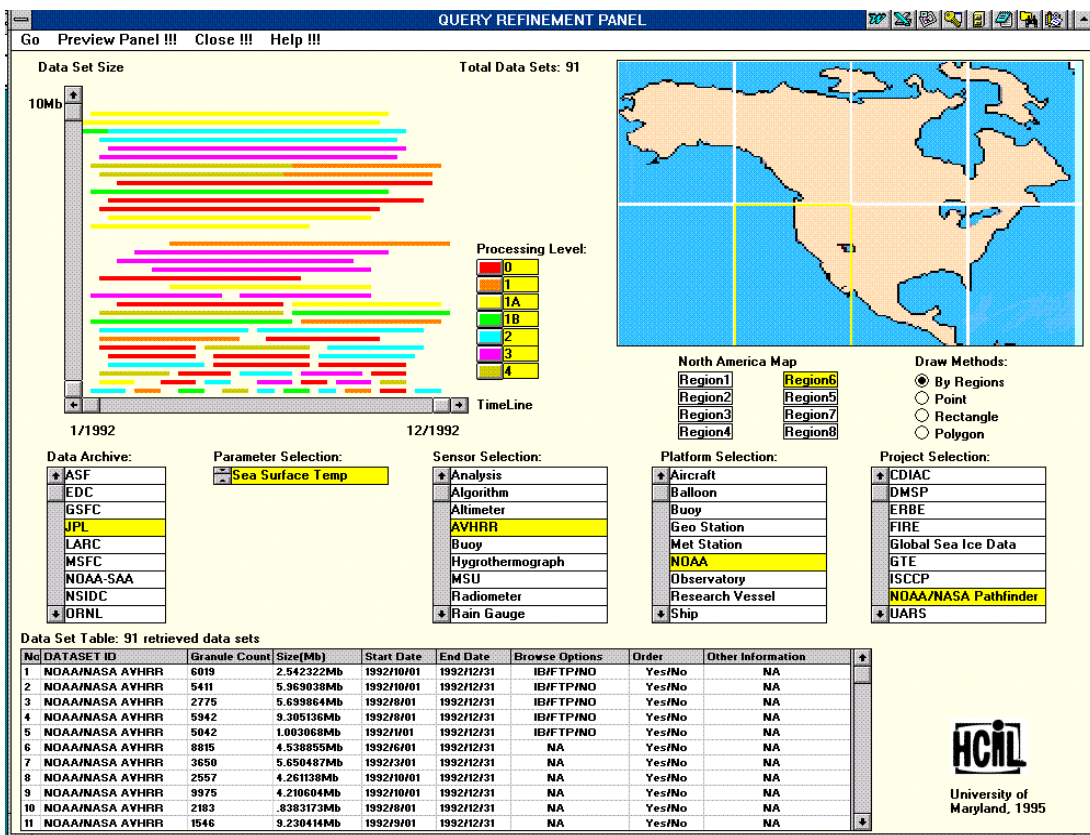 QUERY REFINEMENT PANEL
Go Preview Panel !!! Close !!! Help !!!
Data Set Size
Total Data Sets: 91
10Mb
Processing Level:
0
1
1A
1B
2
3
4
TimeLine
1/1992 12/1992
North America Map
Region1 Region6
Region2 Region5
Region3 Region7
Region4 Region8
Draw Methods:
By Regions
Point
Rectangle
Polygon
Data Archive:
ASF
EDC
GSFC
JPL
LARC
MSFC
NOAA-SAA
NSIDC
ORNL
Parameter Selection:
Sea Surface Temp
Sensor Selection:
Analysis
Algorithm
Altimeter
AVHRR
Buoy
Hygrothermograph
MSU
Radiometer
Rain Gauge
Platform Selection:
Aircraft
Balloon
Buoy
Geo Station
Met Station
NOAA
Observatory
Research Vessel
Ship
Project Selection:
CDIAC
DMSP
ERBE
FIRE
Global Sea Ice Data
GTE
ISCCP
NOAA/NASA Pathfinder
UARS
Data Set Table: 91 retrieved data sets
No DATASET ID Granule Count Size(Mb) Start Date End Date Browse Options Order Other Information
1 NOAA/NASA AVHRR 6019 2.542322Mb 1992/10/01 1992/12/31 IB/FTP/NO Yes/No NA
2 NOAA/NASA AVHRR 5411 5.969038Mb 1992/10/01 1992/12/31 IB/FTP/NO Yes/No NA
3 NOAA/NASA AVHRR 2775 5.699864Mb 1992/8/01 1992/12/31 IB/FTP/NO Yes/No NA
4 NOAA/NASA AVHRR 5942 9.305136Mb 1992/8/01 1992/12/31 IB/FTP/NO Yes/No NA
5 NOAA/NASA AVHRR 5042 1.003068Mb 1992/1/01 1992/12/31 IB/FTP/NO Yes/No NA
6 NOAA/NASA AVHRR 8815 4.538855Mb 1992/6/01 1992/12/31 NA Yes/No NA
7 NOAA/NASA AVHRR 3650 5.650487Mb 1992/3/01 1992/12/31 NA Yes/No NA
8 NOAA/NASA AVHRR 2557 4.261138Mb 1992/10/01 1992/12/31 NA Yes/No NA
9 NOAA/NASA AVHRR 9975 4.210604Mb 1992/10/01 1992/12/31 NA Yes/No NA
10 NOAA/NASA AVHRR 2183 .8383173Mb 1992/8/01 1992/12/31 NA Yes/No NA
11 NOAA/NASA AVHRR 1546 9.230414Mb 1992/9/01 1992/12/31 NA Yes/No NA
HCIL
University of
Maryland, 1995